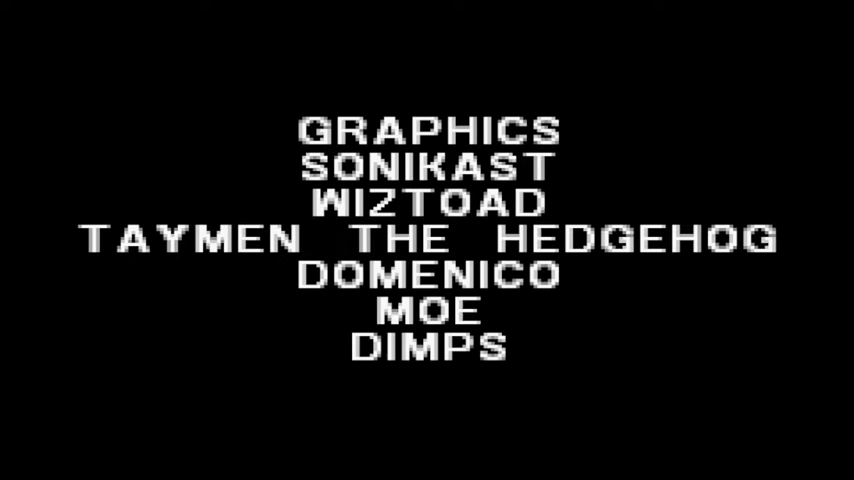 GRAPHICS
SONIKAST
WIZTOAD
TAYMEN THE HEDGEHOG
DOMENICO
MOE
DIMPS